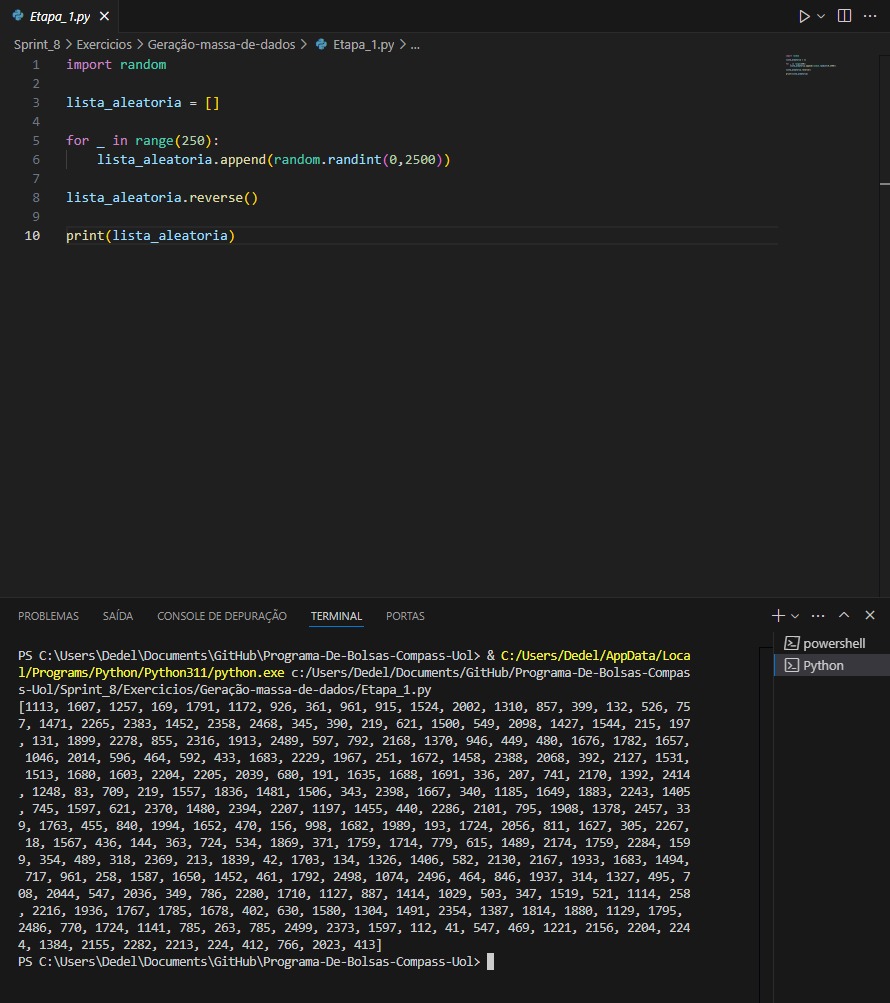 Etapa_1.py
Sprint_8 > Exercicios > Geração-massa-de-dados > Etapa_1.py > ...
1 import random
2
3 lista_aleatoria = []
4
5 for _ in range(250):
6 lista_aleatoria.append(random.randint(0,2500))
7
8 lista_aleatoria.reverse()
9
10 print(lista_aleatoria)
PROBLEMAS SAÍDA CONSOLE DE DEPURAÇÃO TERMINAL PORTAS
powershell
Python
PS C:\Users\Dedel\Documents\GitHub\Programa-De-Bolsas-Compass-Uol> & C:/Users/Dedel/AppData/Loca
l/Programs/Python/Python311/python.exe c:/Users/Dedel/Documents/GitHub/Programa-De-Bolsas-Compas
s-Uol/Sprint_8/Exercicios/Geração-massa-de-dados/Etapa_1.py
[1113, 1607, 1257, 169, 1791, 1172, 926, 361, 961, 915, 1524, 2002, 1310, 857, 399, 132, 526, 75
7, 1471, 2265, 2383, 1452, 2358, 2468, 345, 390, 219, 621, 1500, 549, 2098, 1427, 1544, 215, 197
, 131, 1899, 2278, 855, 2316, 1913, 2489, 597, 792, 2168, 1370, 946, 449, 480, 1676, 1782, 1657,
1046, 2014, 596, 464, 592, 433, 1683, 2229, 1967, 251, 1672, 1458, 2388, 2068, 392, 2127, 1531,
1513, 1680, 1603, 2204, 2205, 2039, 680, 191, 1635, 1688, 1691, 336, 207, 741, 2170, 1392, 2414
, 1248, 83, 709, 219, 1557, 1836, 1481, 1506, 343, 2398, 1667, 340, 1185, 1649, 1883, 2243, 1405
, 745, 1597, 621, 2370, 1480, 2394, 2207, 1197, 1455, 440, 2286, 2101, 795, 1908, 1378, 2457, 33
9, 1763, 455, 840, 1994, 1652, 470, 156, 998, 1682, 1989, 193, 1724, 2056, 811, 1627, 305, 2267,
18, 1567, 436, 144, 363, 724, 534, 1869, 371, 1759, 1714, 779, 615, 1489, 2174, 1759, 2284, 159
9, 354, 489, 318, 2369, 213, 1839, 42, 1703, 134, 1326, 1406, 582, 2130, 2167, 1933, 1683, 1494,
717, 961, 258, 1587, 1650, 1452, 461, 1792, 2498, 1074, 2496, 464, 846, 1937, 314, 1327, 495, 7
08, 2044, 547, 2036, 349, 786, 2280, 1710, 1127, 887, 1414, 1029, 503, 347, 1519, 521, 1114, 258
, 2216, 1936, 1767, 1785, 1678, 402, 630, 1580, 1304, 1491, 2354, 1387, 1814, 1880, 1129, 1795,
2486, 770, 1724, 1141, 785, 263, 785, 2499, 2373, 1597, 112, 41, 547, 469, 1221, 2156, 2204, 224
4, 1384, 2155, 2282, 2213, 224, 412, 766, 2023, 413]
PS C:\Users\Dedel\Documents\GitHub\Programa-De-Bolsas-Compass-Uol>